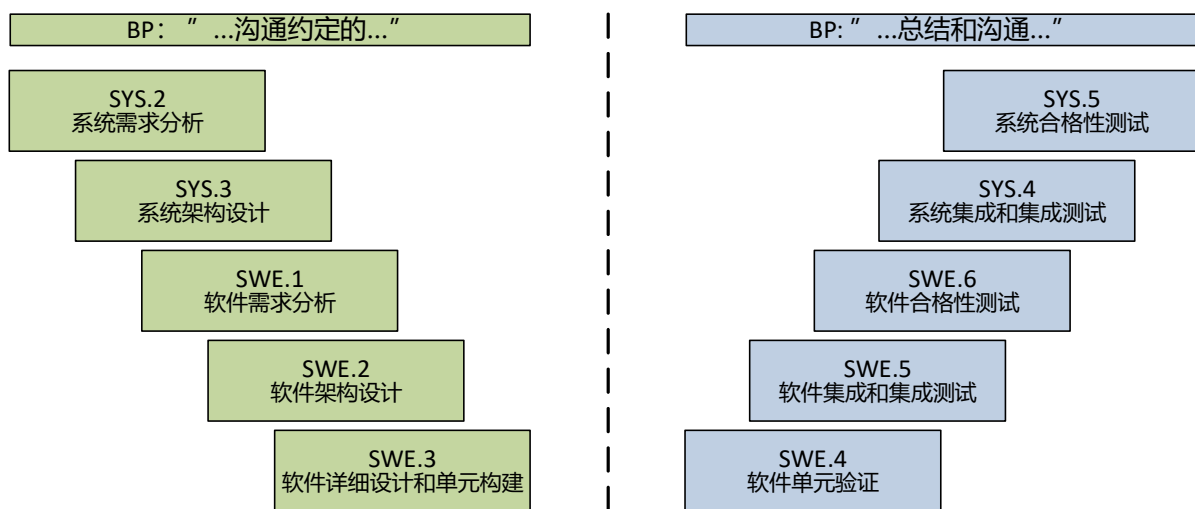 BP： ”...沟通约定的...”
SYS.2
系统需求分析
SYS.3
系统架构设计
SWE.1
软件需求分析
SWE.2
软件架构设计
SWE.3
软件详细设计和单元构建
BP: ”...总结和沟通...”
SYS.5
系统合格性测试
SYS.4
系统集成和集成测试
SWE.6
软件合格性测试
SWE.5
软件集成和集成测试
SWE.4
软件单元验证